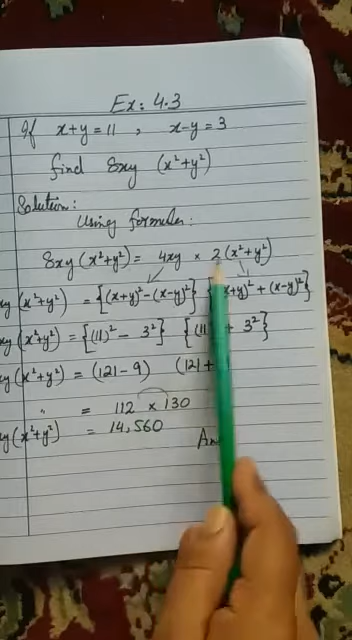 Ex: 4.3
If x+y=11 , x-y=3
find 8xy (x²+y²)
Solution:
Using formula:
8xy(x²+y²) = 4xy × 2(x²+y²)
xy(x²+y²) = {(x+y)²-(x-y)²} {(x+y)²+(x-y)²}
xy(x²+y²) = {(11)² - 3²} {(11 + 3²}
xy(x²+y²) = (121-9) (121+
" = 112 × 130
xy(x²+y²) = 14,560